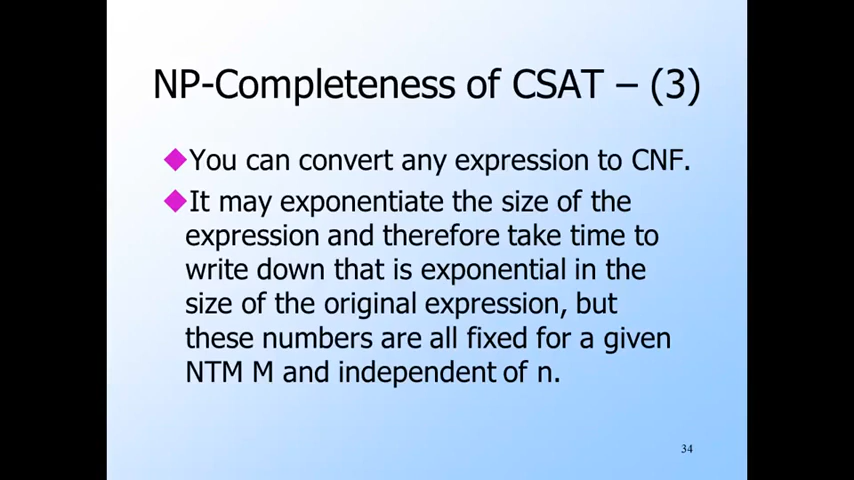 NP-Completeness of CSAT – (3)
You can convert any expression to CNF.
It may exponentiate the size of the
expression and therefore take time to
write down that is exponential in the
size of the original expression, but
these numbers are all fixed for a given
NTM M and independent of n.
34